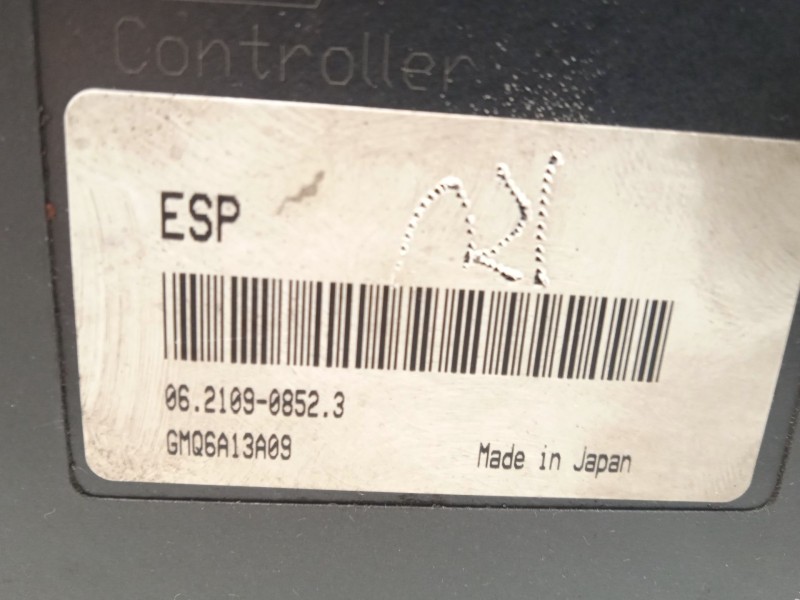 Controller
ESP
06.2109-0852.3
GMQ6A13A09
Made in Japan